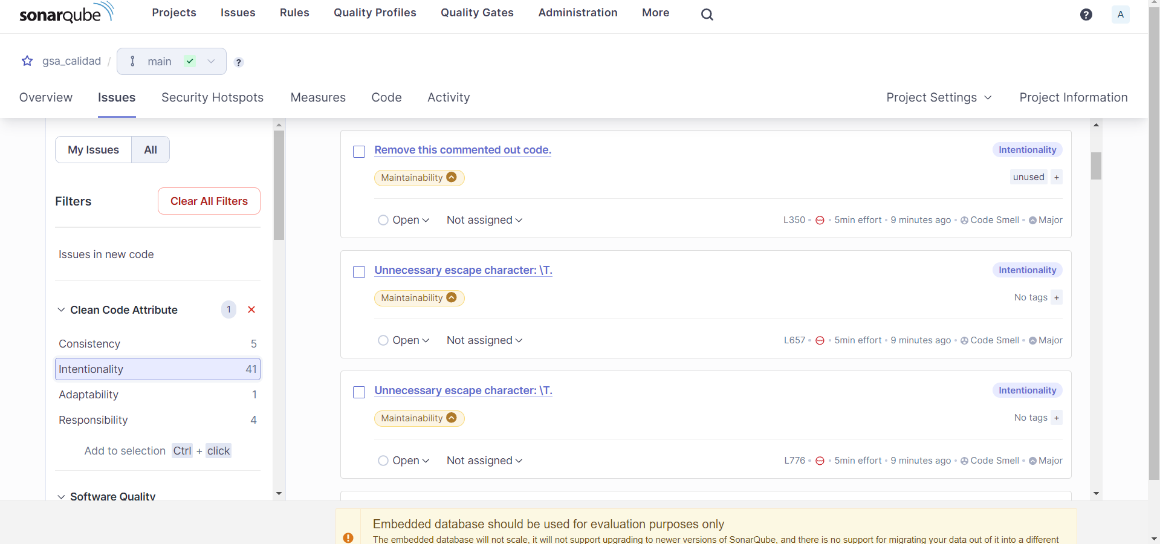 sonarqube
Projects Issues Rules Quality Profiles Quality Gates Administration More
? A
gsa_calidad / main ?
Overview Issues Security Hotspots Measures Code Activity Project Settings Project Information
My Issues All
Filters Clear All Filters
Issues in new code
Clean Code Attribute 1
Consistency 5
Intentionality 41
Adaptability 1
Responsibility 4
Add to selection Ctrl + click
Software Quality
Remove this commented out code. Intentionality
Maintainability unused +
Open Not assigned L350 • 5min effort • 9 minutes ago • Code Smell • Major
Unnecessary escape character: \T. Intentionality
Maintainability No tags +
Open Not assigned L657 • 5min effort • 9 minutes ago • Code Smell • Major
Unnecessary escape character: \T. Intentionality
Maintainability No tags +
Open Not assigned L776 • 5min effort • 9 minutes ago • Code Smell • Major
Embedded database should be used for evaluation purposes only
The embedded database will not scale, it will not support upgrading to newer versions of SonarQube, and there is no support for migrating your data out of it into a different